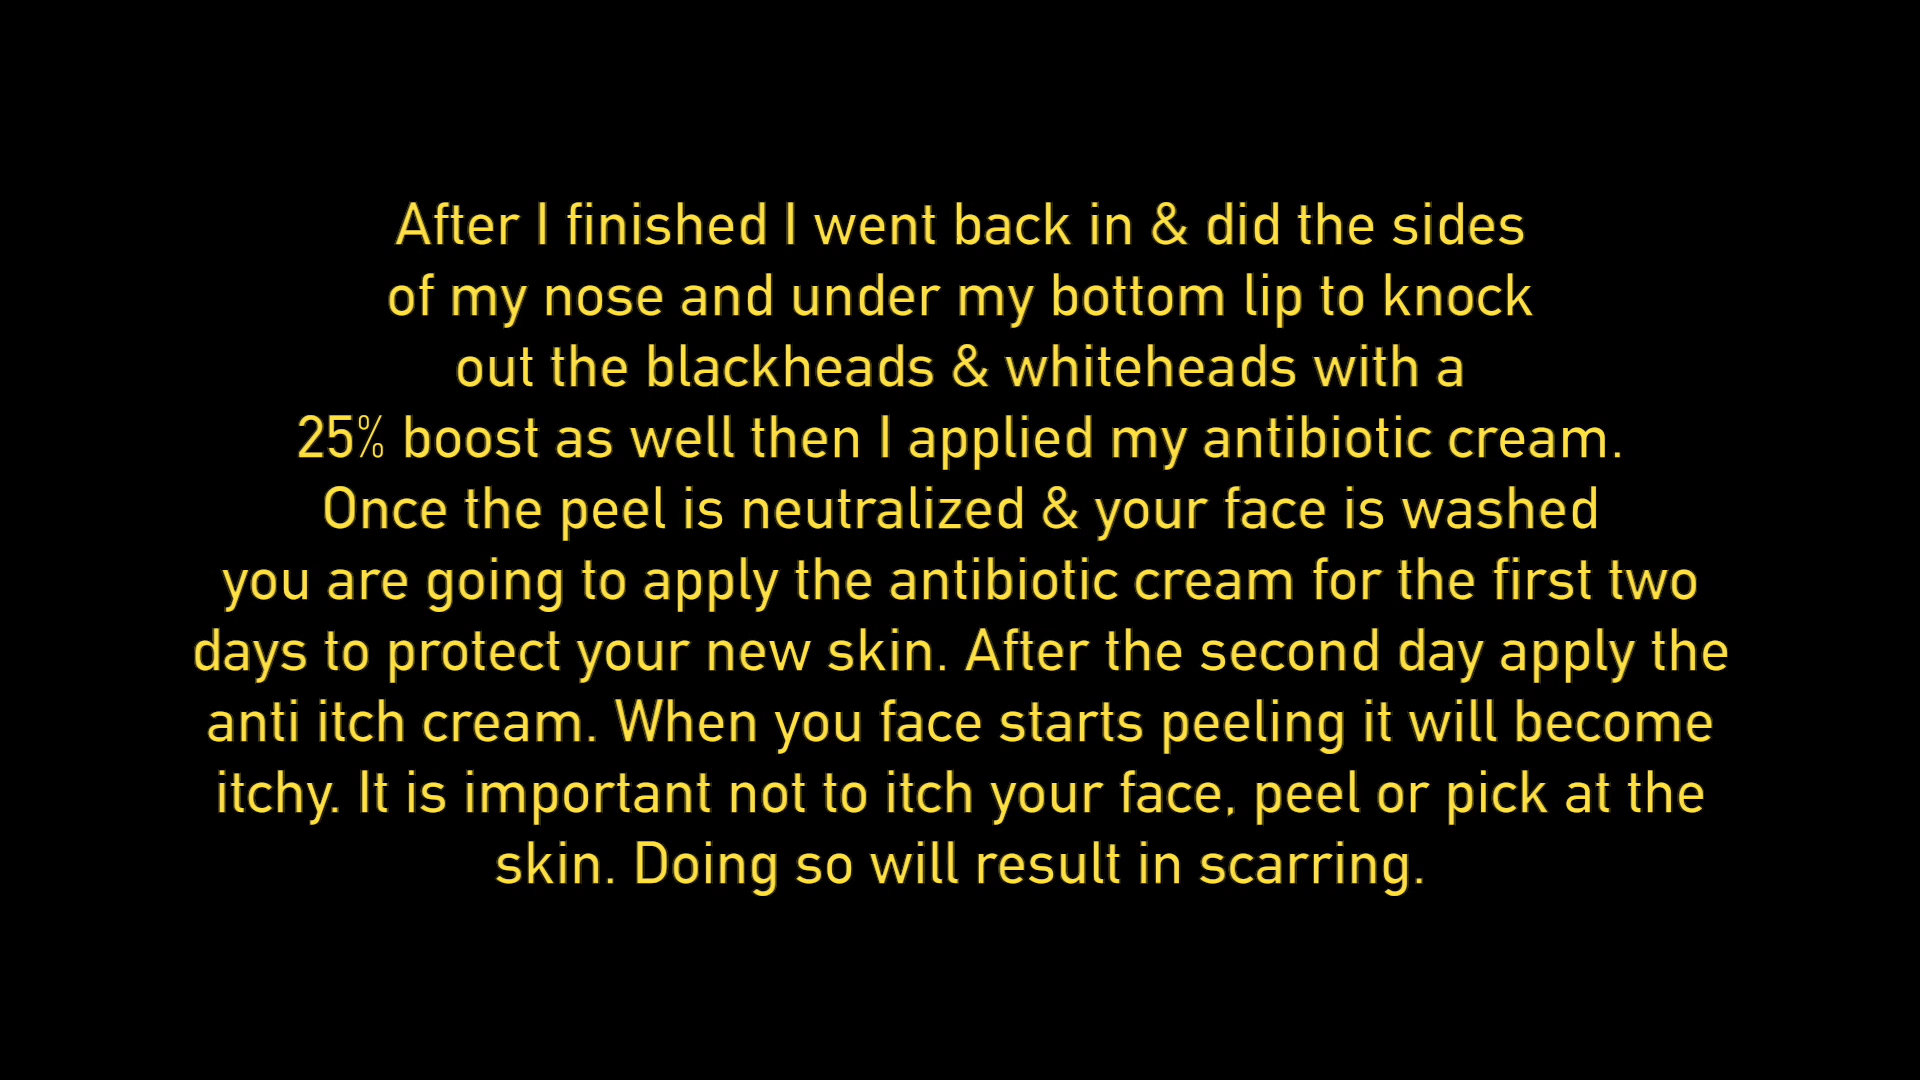 After I finished I went back in & did the sides
of my nose and under my bottom lip to knock
out the blackheads & whiteheads with a
25% boost as well then I applied my antibiotic cream.
Once the peel is neutralized & your face is washed
you are going to apply the antibiotic cream for the first two
days to protect your new skin. After the second day apply the
anti itch cream. When you face starts peeling it will become
itchy. It is important not to itch your face, peel or pick at the
skin. Doing so will result in scarring.